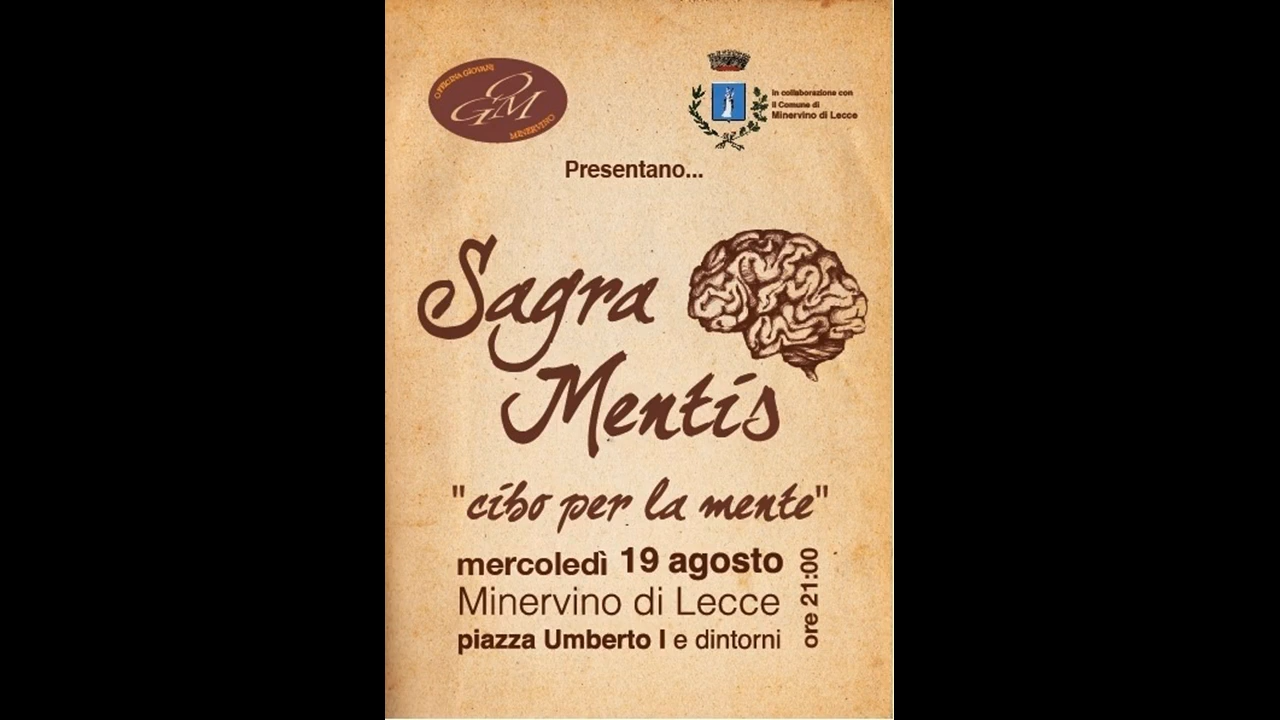 OFFICINA GIOVANI
OGM
MINERVINO
In collaborazione con
il Comune di
Minervino di Lecce
Presentano...
Sagra
Mentis
"cibo per la mente"
mercoledì 19 agosto
Minervino di Lecce
piazza Umberto I e dintorni
ore 21:00